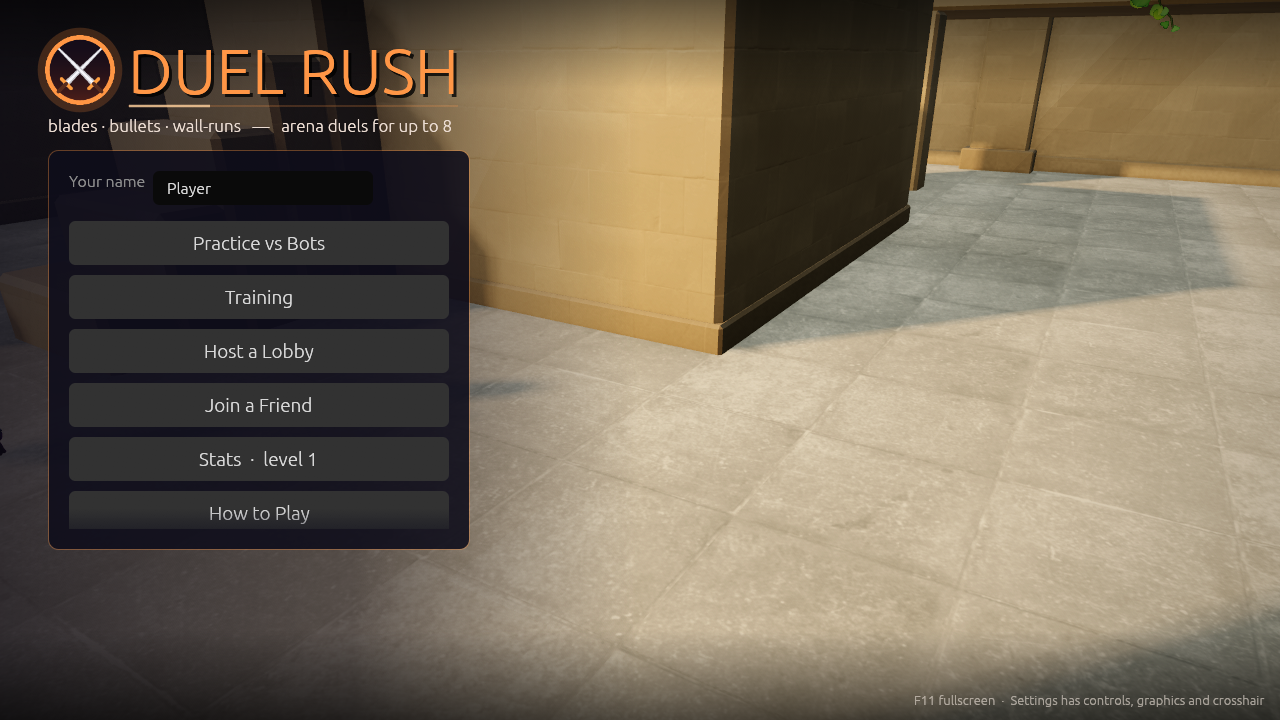 DUEL RUSH
blades · bullets · wall-runs — arena duels for up to 8
Your name Player
Practice vs Bots
Training
Host a Lobby
Join a Friend
Stats · level 1
How to Play
F11 fullscreen · Settings has controls, graphics and crosshair